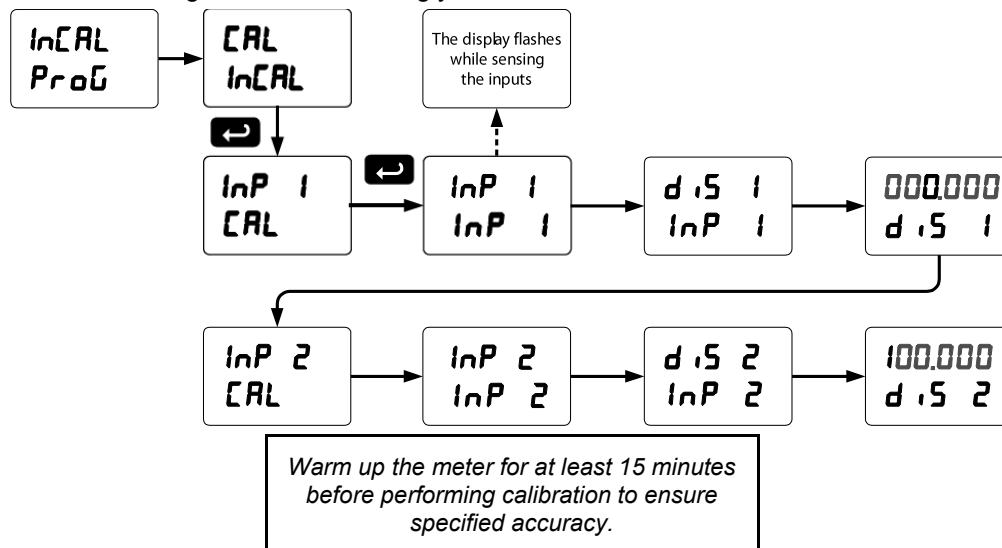 InCAL
ProG
CAL
InCAL
The display flashes
while sensing
the inputs
InP 1
CAL
InP 1
InP 1
diS 1
InP 1
000.000
diS 1
InP 2
CAL
InP 2
InP 2
diS 2
InP 2
100.000
diS 2
Warm up the meter for at least 15 minutes
before performing calibration to ensure
specified accuracy.